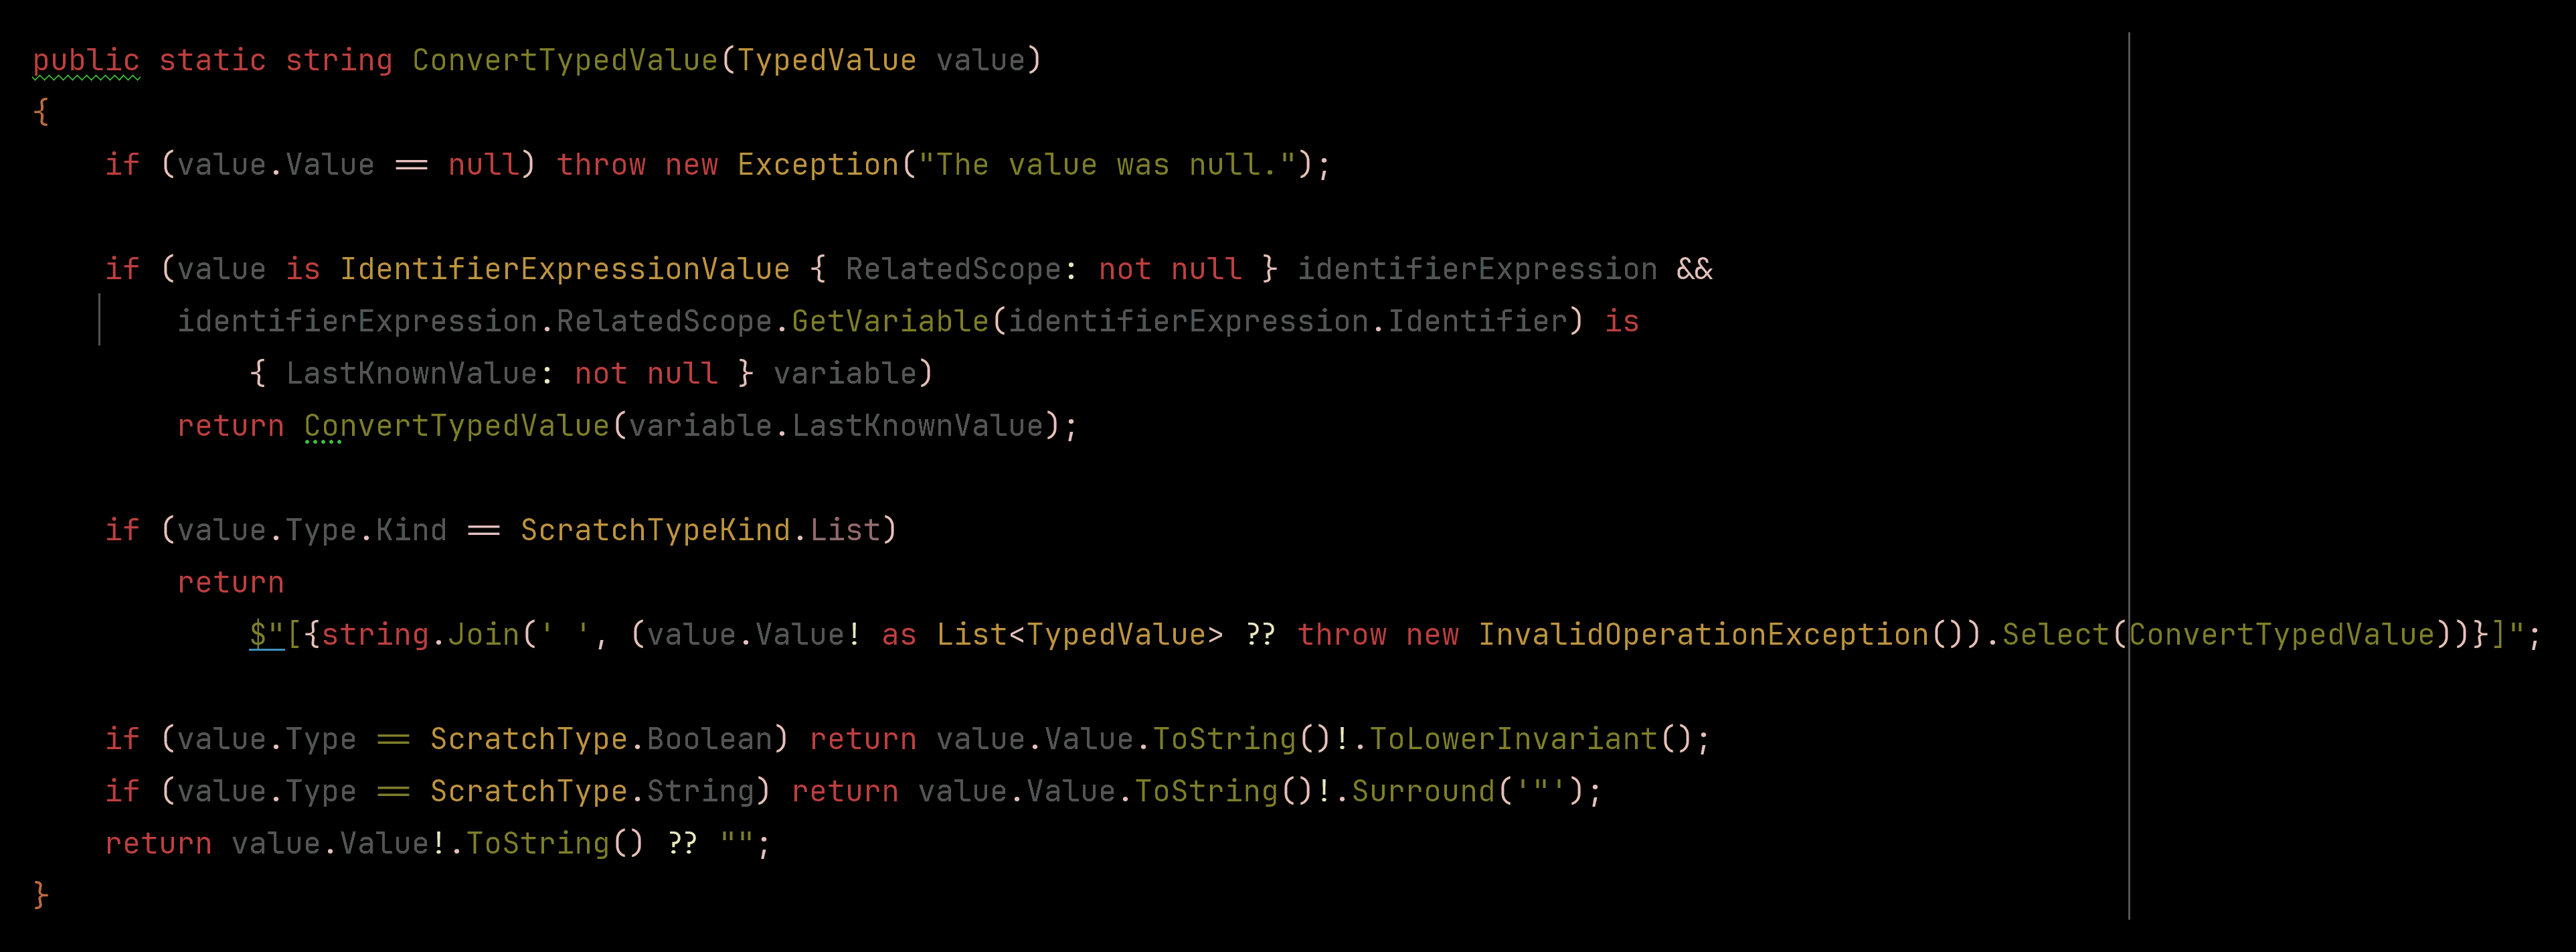 public static string ConvertTypedValue(TypedValue value)
{
    if (value.Value == null) throw new Exception("The value was null.");

    if (value is IdentifierExpressionValue { RelatedScope: not null } identifierExpression &&
        identifierExpression.RelatedScope.GetVariable(identifierExpression.Identifier) is
            { LastKnownValue: not null } variable)
        return ConvertTypedValue(variable.LastKnownValue);

    if (value.Type.Kind == ScratchTypeKind.List)
        return
            $"[{string.Join(' ', (value.Value! as List<TypedValue> ?? throw new InvalidOperationException()).Select(ConvertTypedValue))}]";

    if (value.Type == ScratchType.Boolean) return value.Value.ToString()!.ToLowerInvariant();
    if (value.Type == ScratchType.String) return value.Value.ToString()!.Surround('"');
    return value.Value!.ToString() ?? "";
}